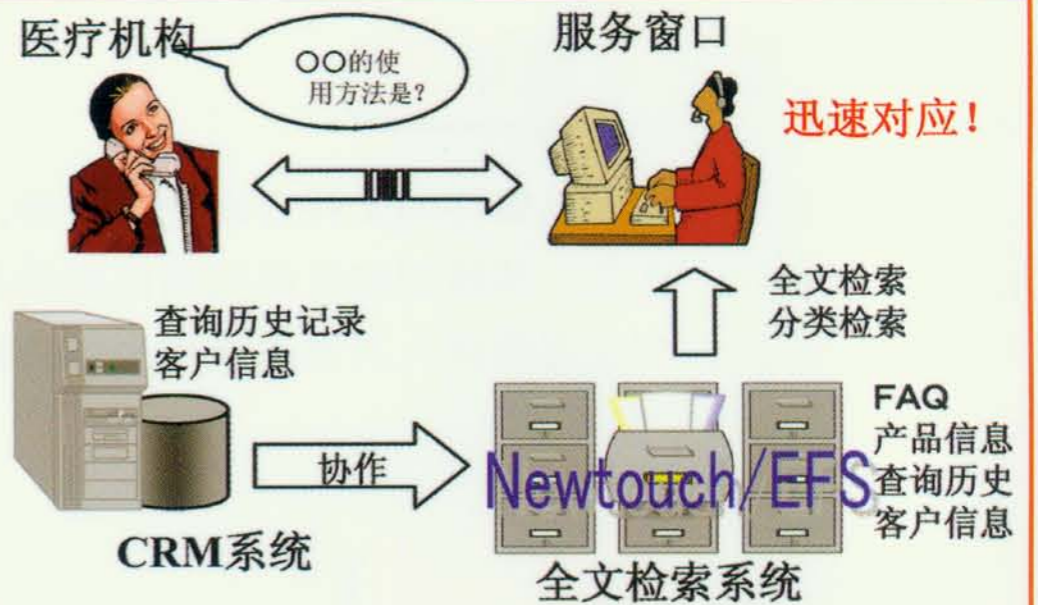 医疗机构
〇〇的使
用方法是?
服务窗口
迅速对应!
全文检索
分类检索
查询历史记录
客户信息
协作
CRM系统
Newtouch/EFS
FAQ
产品信息
查询历史
客户信息
全文检索系统